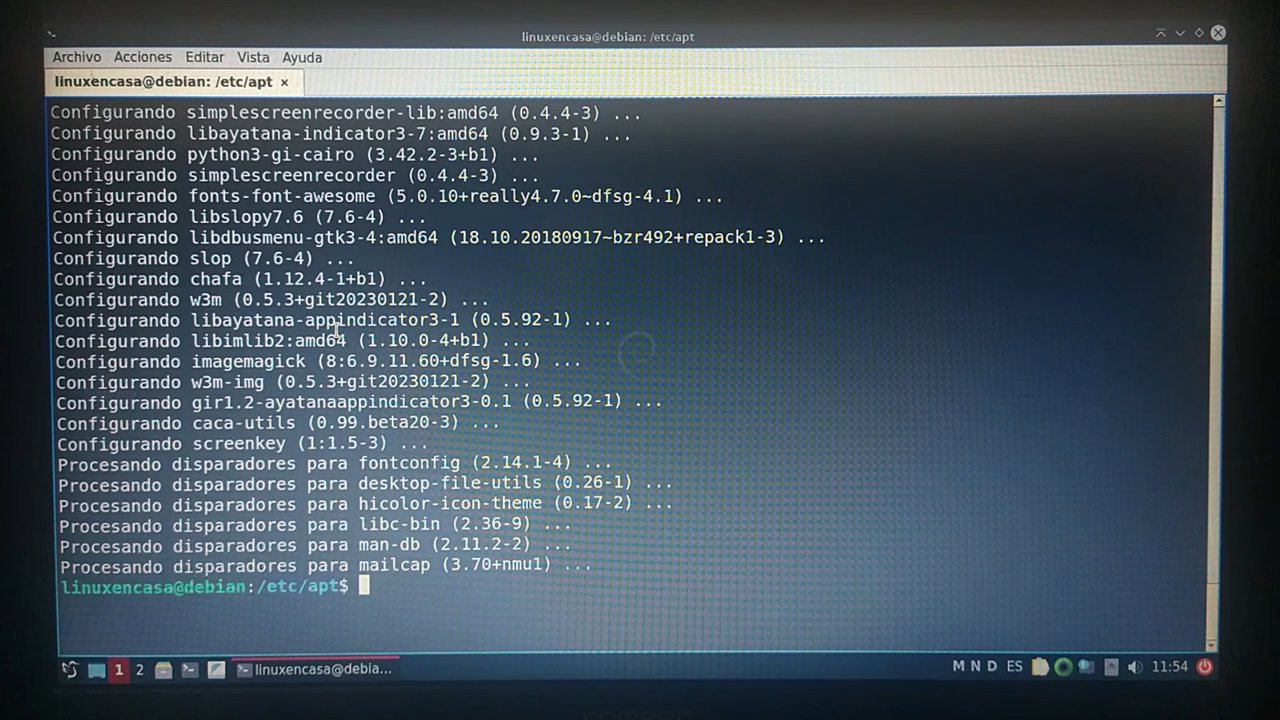 linuxencasa@debian: /etc/apt
Archivo Acciones Editar Vista Ayuda
linuxencasa@debian: /etc/apt ×
Configurando simplescreenrecorder-lib:amd64 (0.4.4-3) ...
Configurando libayatana-indicator3-7:amd64 (0.9.3-1) ...
Configurando python3-gi-cairo (3.42.2-3+b1) ...
Configurando simplescreenrecorder (0.4.4-3) ...
Configurando fonts-font-awesome (5.0.10+really4.7.0~dfsg-4.1) ...
Configurando libslopy7.6 (7.6-4) ...
Configurando libdbusmenu-gtk3-4:amd64 (18.10.20180917~bzr492+repack1-3) ...
Configurando slop (7.6-4) ...
Configurando chafa (1.12.4-1+b1) ...
Configurando w3m (0.5.3+git20230121-2) ...
Configurando libayatana-appindicator3-1 (0.5.92-1) ...
Configurando libimlib2:amd64 (1.10.0-4+b1) ...
Configurando imagemagick (8:6.9.11.60+dfsg-1.6) ...
Configurando w3m-img (0.5.3+git20230121-2) ...
Configurando gir1.2-ayatanaappindicator3-0.1 (0.5.92-1) ...
Configurando caca-utils (0.99.beta20-3) ...
Configurando screenkey (1:1.5-3) ...
Procesando disparadores para fontconfig (2.14.1-4) ...
Procesando disparadores para desktop-file-utils (0.26-1) ...
Procesando disparadores para hicolor-icon-theme (0.17-2) ...
Procesando disparadores para libc-bin (2.36-9) ...
Procesando disparadores para man-db (2.11.2-2) ...
Procesando disparadores para mailcap (3.70+nmu1) ...
linuxencasa@debian:/etc/apt$
1 2 linuxencasa@debia... M N D ES 11:54